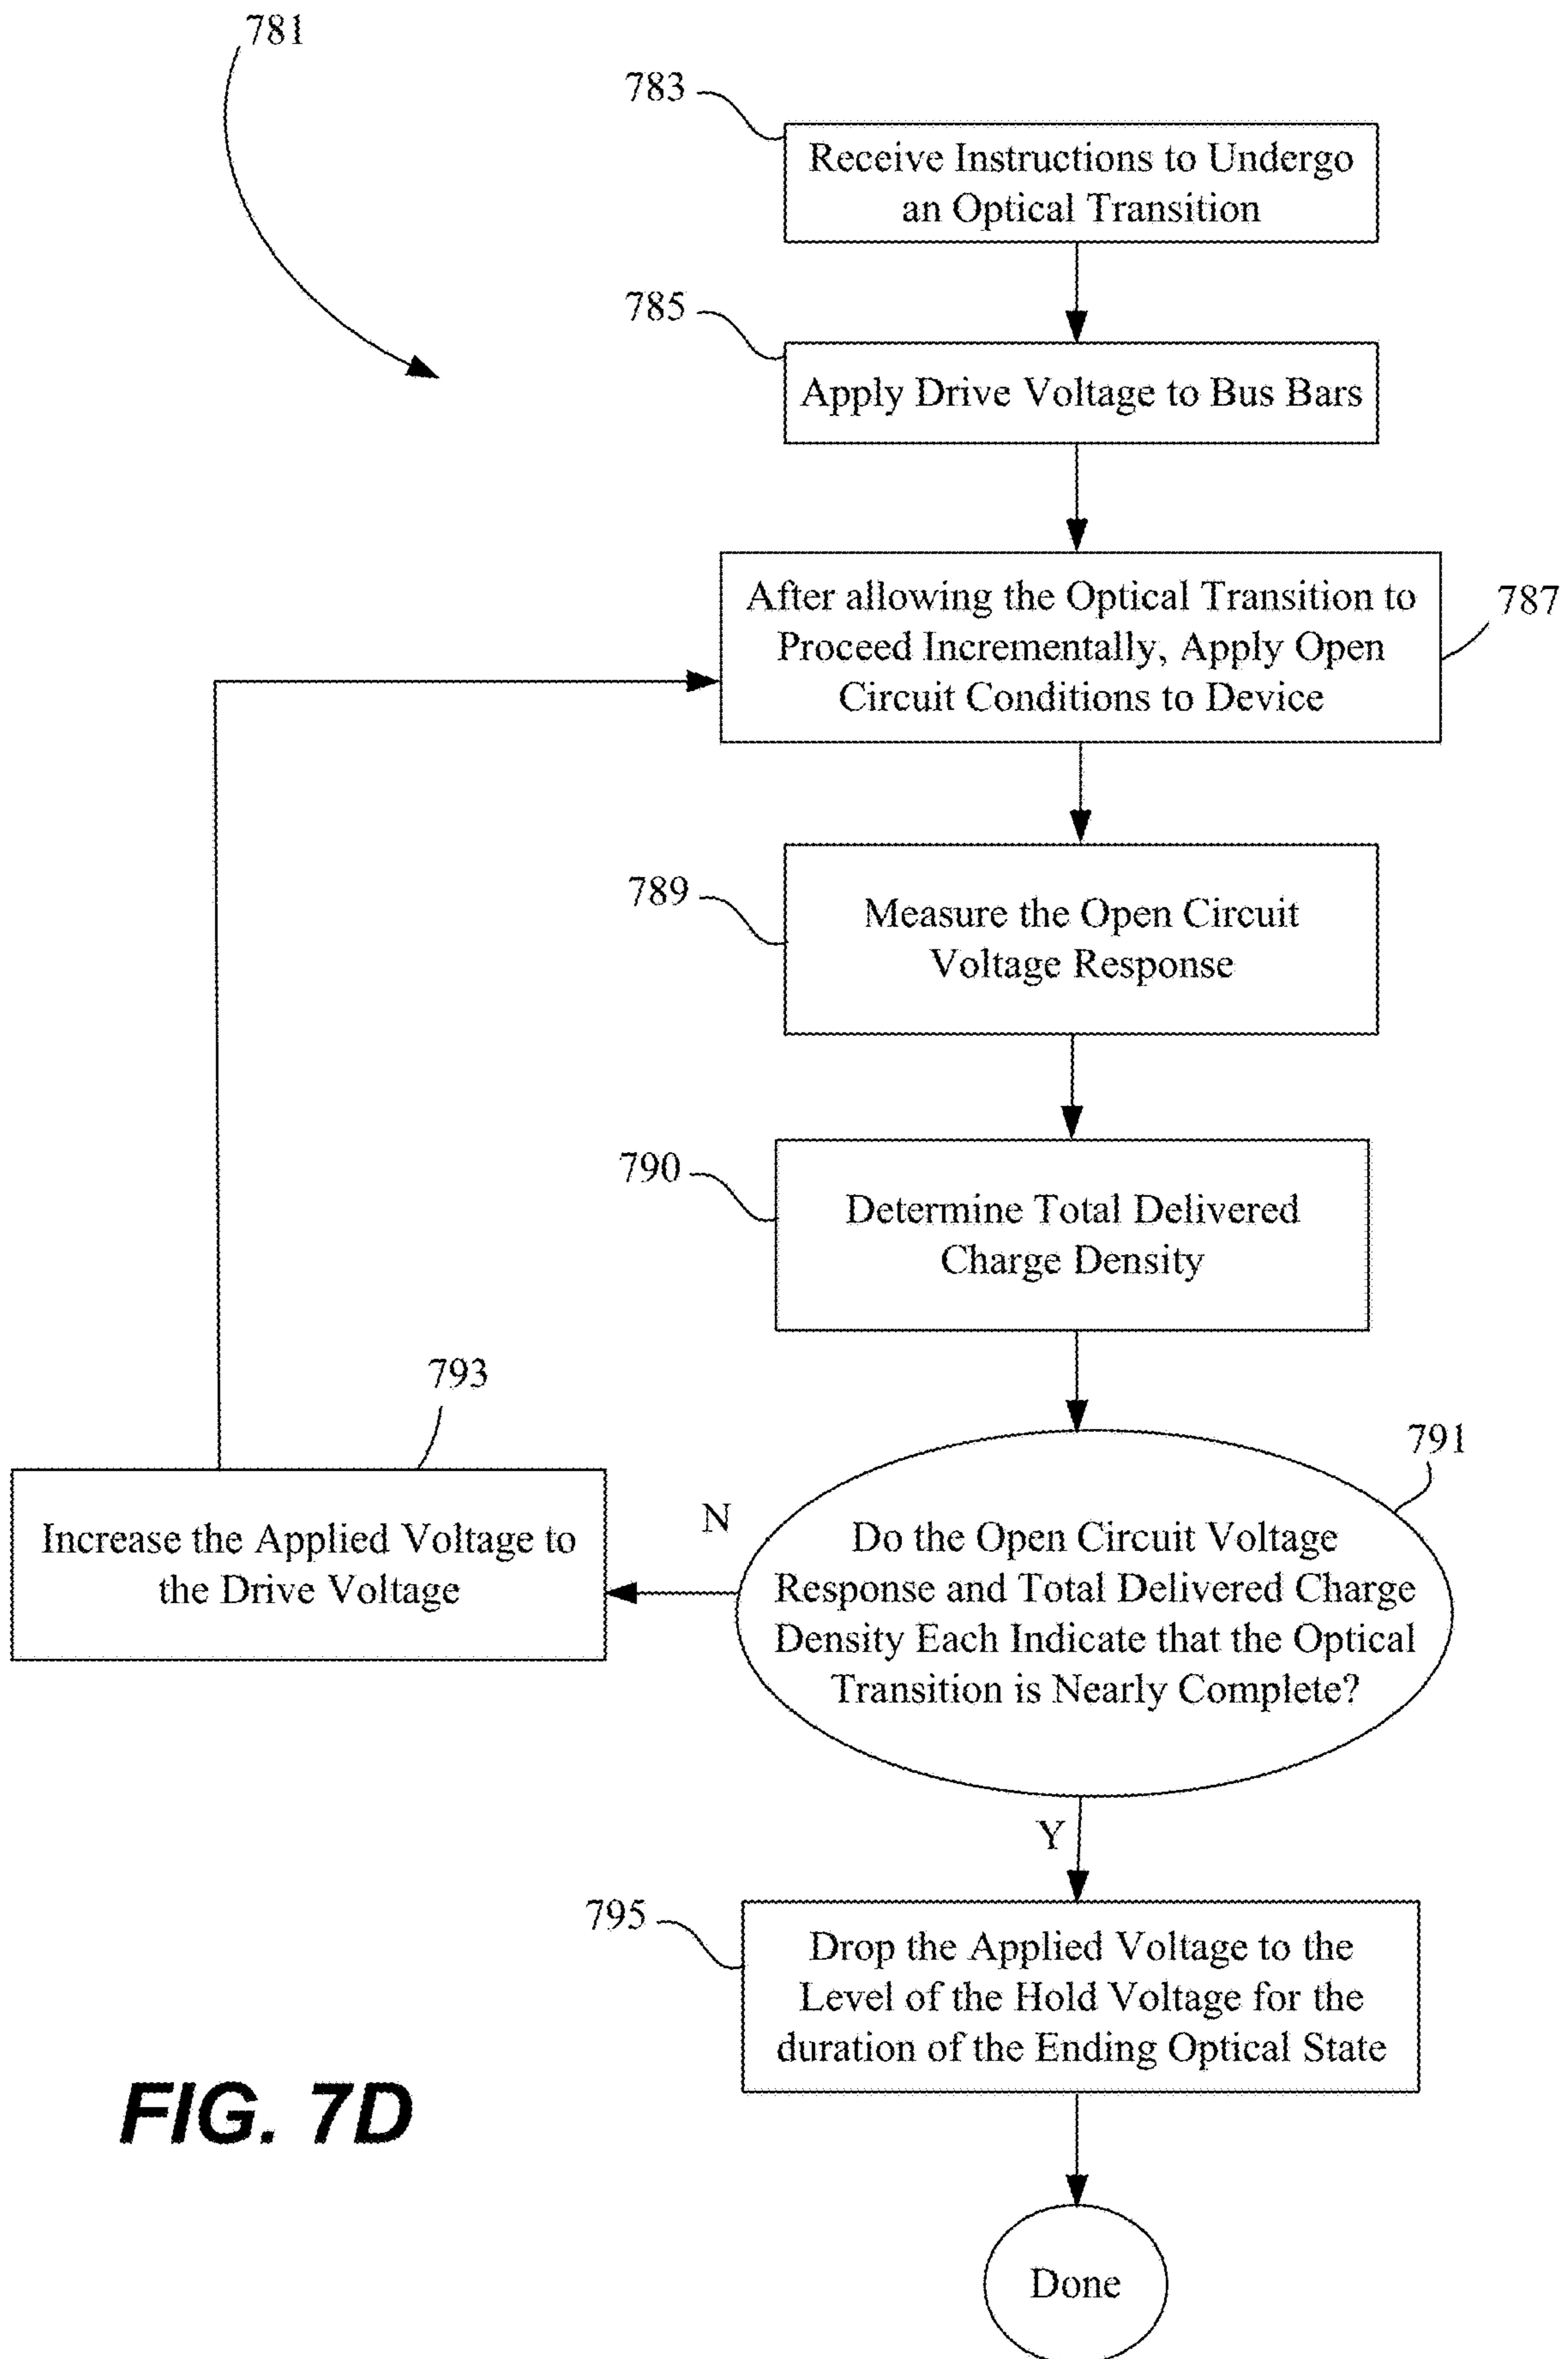 781
783
Receive Instructions to Undergo
an Optical Transition
785
Apply Drive Voltage to Bus Bars
After allowing the Optical Transition to
Proceed Incrementally, Apply Open
Circuit Conditions to Device
787
789
Measure the Open Circuit
Voltage Response
790
Determine Total Delivered
Charge Density
793
Increase the Applied Voltage to
the Drive Voltage
N
791
Do the Open Circuit Voltage
Response and Total Delivered Charge
Density Each Indicate that the Optical
Transition is Nearly Complete?
Y
795
Drop the Applied Voltage to the
Level of the Hold Voltage for the
duration of the Ending Optical State
FIG. 7D
Done